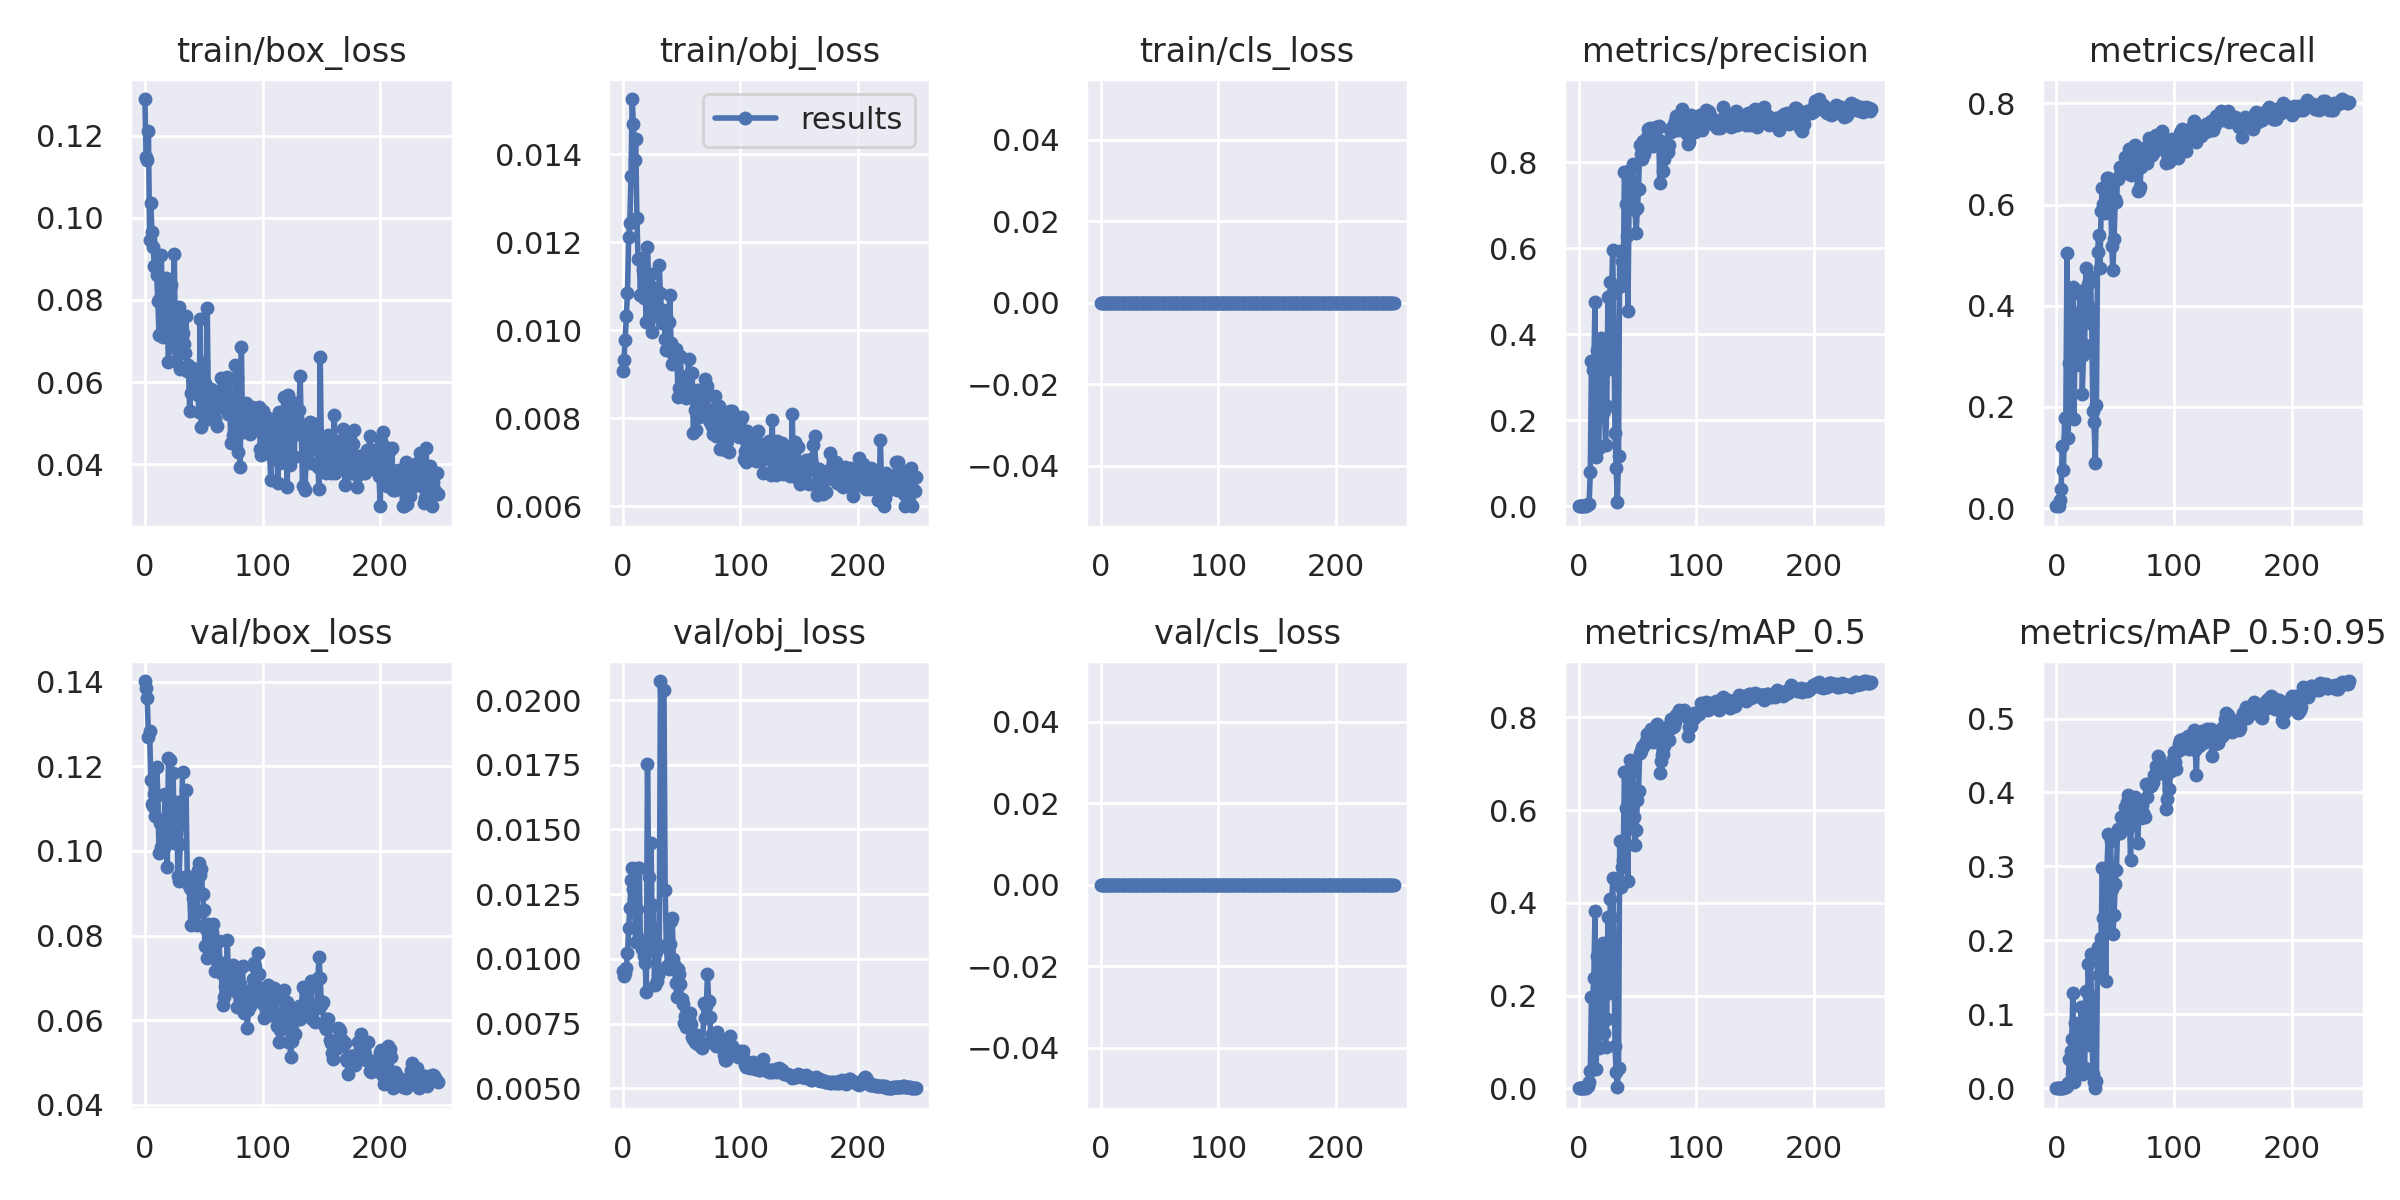 train/box_loss
0.12
0.10
0.08
0.06
0.04
0 100 200
train/obj_loss
results
0.014
0.012
0.010
0.008
0.006
0 100 200
train/cls_loss
0.04
0.02
0.00
−0.02
−0.04
0 100 200
metrics/precision
0.8
0.6
0.4
0.2
0.0
0 100 200
metrics/recall
0.8
0.6
0.4
0.2
0.0
0 100 200
val/box_loss
0.14
0.12
0.10
0.08
0.06
0.04
0 100 200
val/obj_loss
0.0200
0.0175
0.0150
0.0125
0.0100
0.0075
0.0050
0 100 200
val/cls_loss
0.04
0.02
0.00
−0.02
−0.04
0 100 200
metrics/mAP_0.5
0.8
0.6
0.4
0.2
0.0
0 100 200
metrics/mAP_0.5:0.95
0.5
0.4
0.3
0.2
0.1
0.0
0 100 200